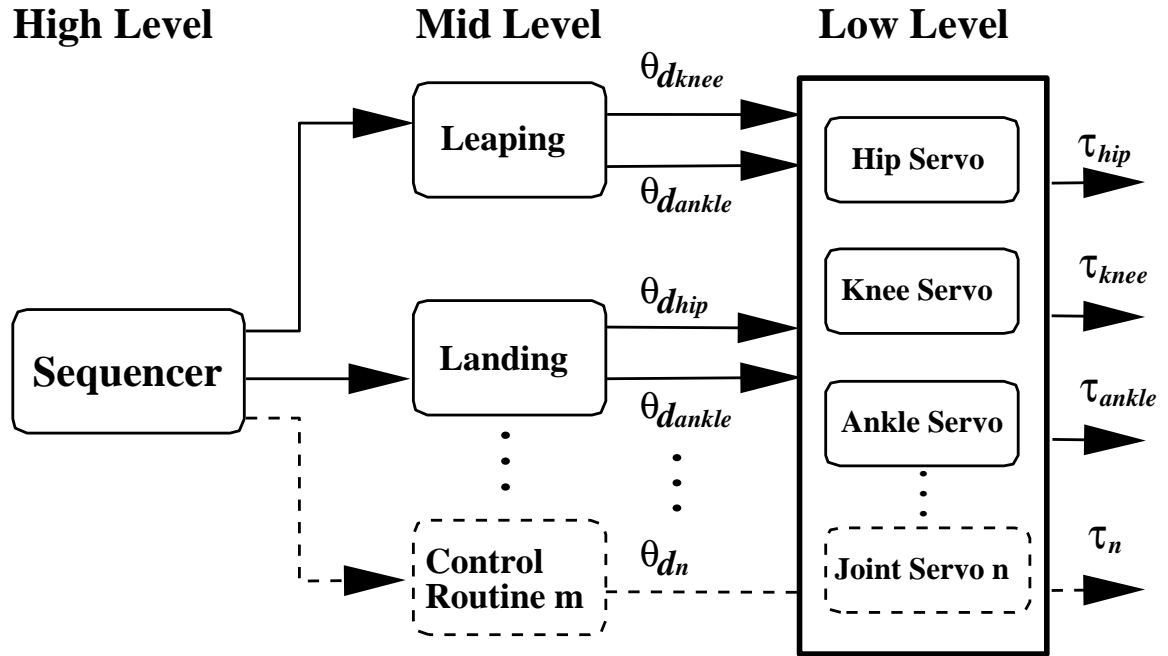 High Level
Mid Level
Low Level
Sequencer
Leaping
θdknee
θdankle
Landing
θdhip
θdankle
Control
Routine m
θdn
Hip Servo
Knee Servo
Ankle Servo
Joint Servo n
τhip
τknee
τankle
τn